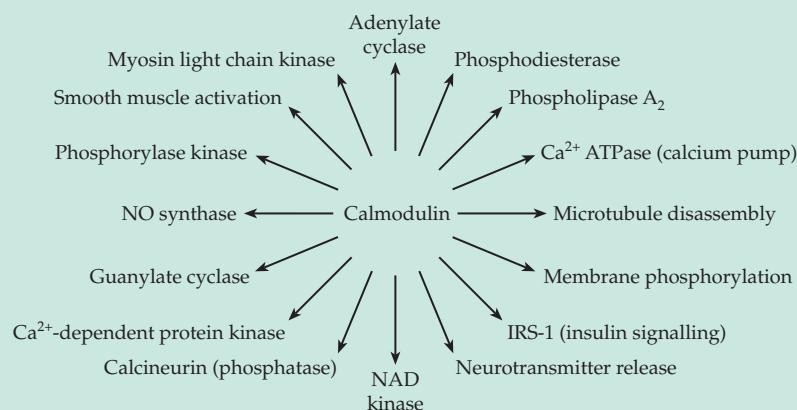 Adenylate
cyclase
Myosin light chain kinase
Phosphodiesterase
Smooth muscle activation
Phospholipase A₂
Phosphorylase kinase
Ca²⁺ ATPase (calcium pump)
NO synthase
Calmodulin
Microtubule disassembly
Guanylate cyclase
Membrane phosphorylation
Ca²⁺-dependent protein kinase
IRS-1 (insulin signalling)
Calcineurin (phosphatase)
Neurotransmitter release
NAD
kinase